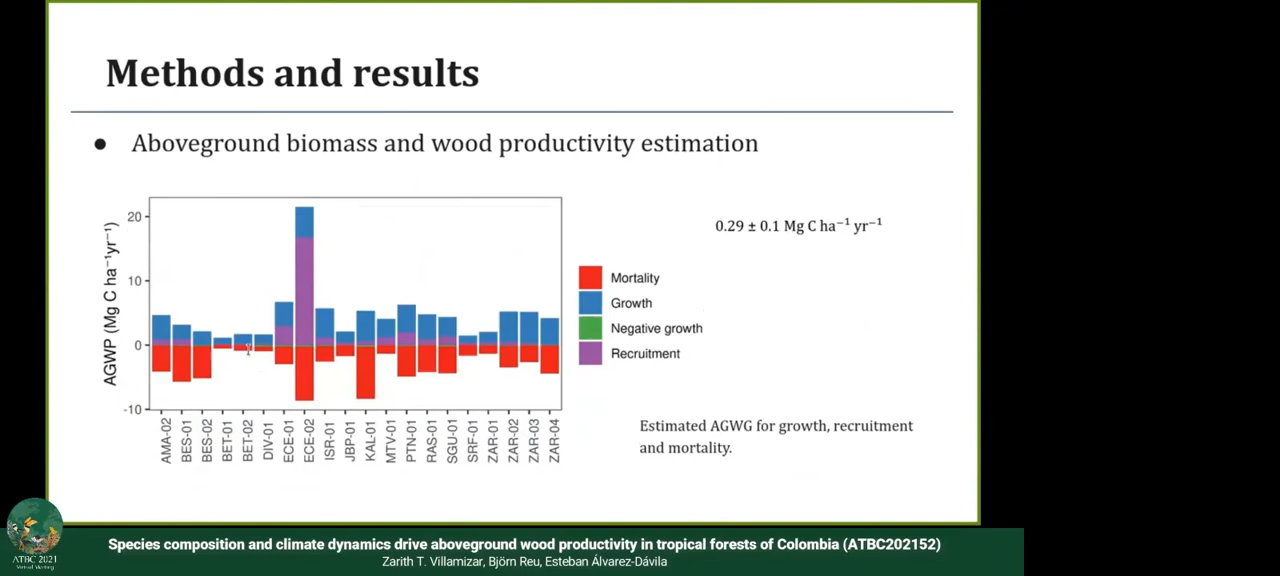 Methods and results
● Aboveground biomass and wood productivity estimation
AGWP (Mg C ha⁻¹yr⁻¹)
20
10
0
-10
AMA-02
BES-01
BES-02
BET-01
BET-02
DIV-01
ECE-01
ECE-02
ISR-01
JBP-01
KAL-01
MTV-01
PTN-01
RAS-01
SGU-01
SRF-01
ZAR-01
ZAR-02
ZAR-03
ZAR-04
0.29 ± 0.1 Mg C ha⁻¹ yr⁻¹
Mortality
Growth
Negative growth
Recruitment
Estimated AGWG for growth, recruitment
and mortality.
ATBC 2021
Virtual Meeting
Species composition and climate dynamics drive aboveground wood productivity in tropical forests of Colombia (ATBC202152)
Zarith T. Villamizar, Björn Reu, Esteban Álvarez-Dávila